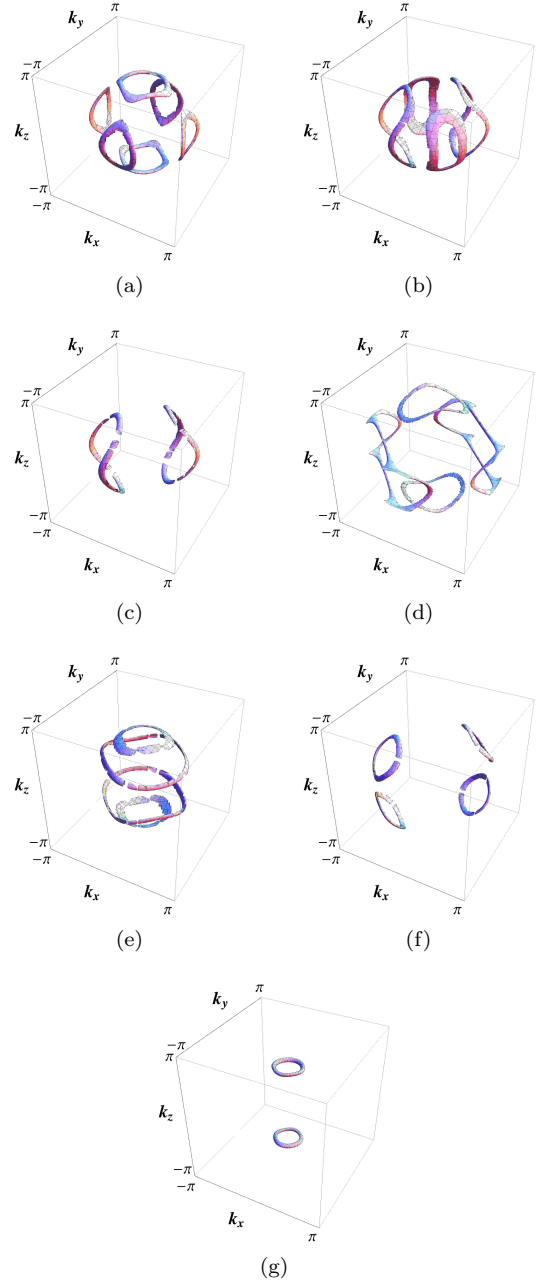 k_y π k_y π
−π −π
π π
k_z k_z
−π −π
−π −π
k_x k_x
π π
(a) (b)
k_y π k_y π
−π −π
π π
k_z k_z
−π −π
−π −π
k_x k_x
π π
(c) (d)
k_y π k_y π
−π −π
π π
k_z k_z
−π −π
−π −π
k_x k_x
π π
(e) (f)
k_y π
−π
π
k_z
−π
−π
k_x
π
(g)